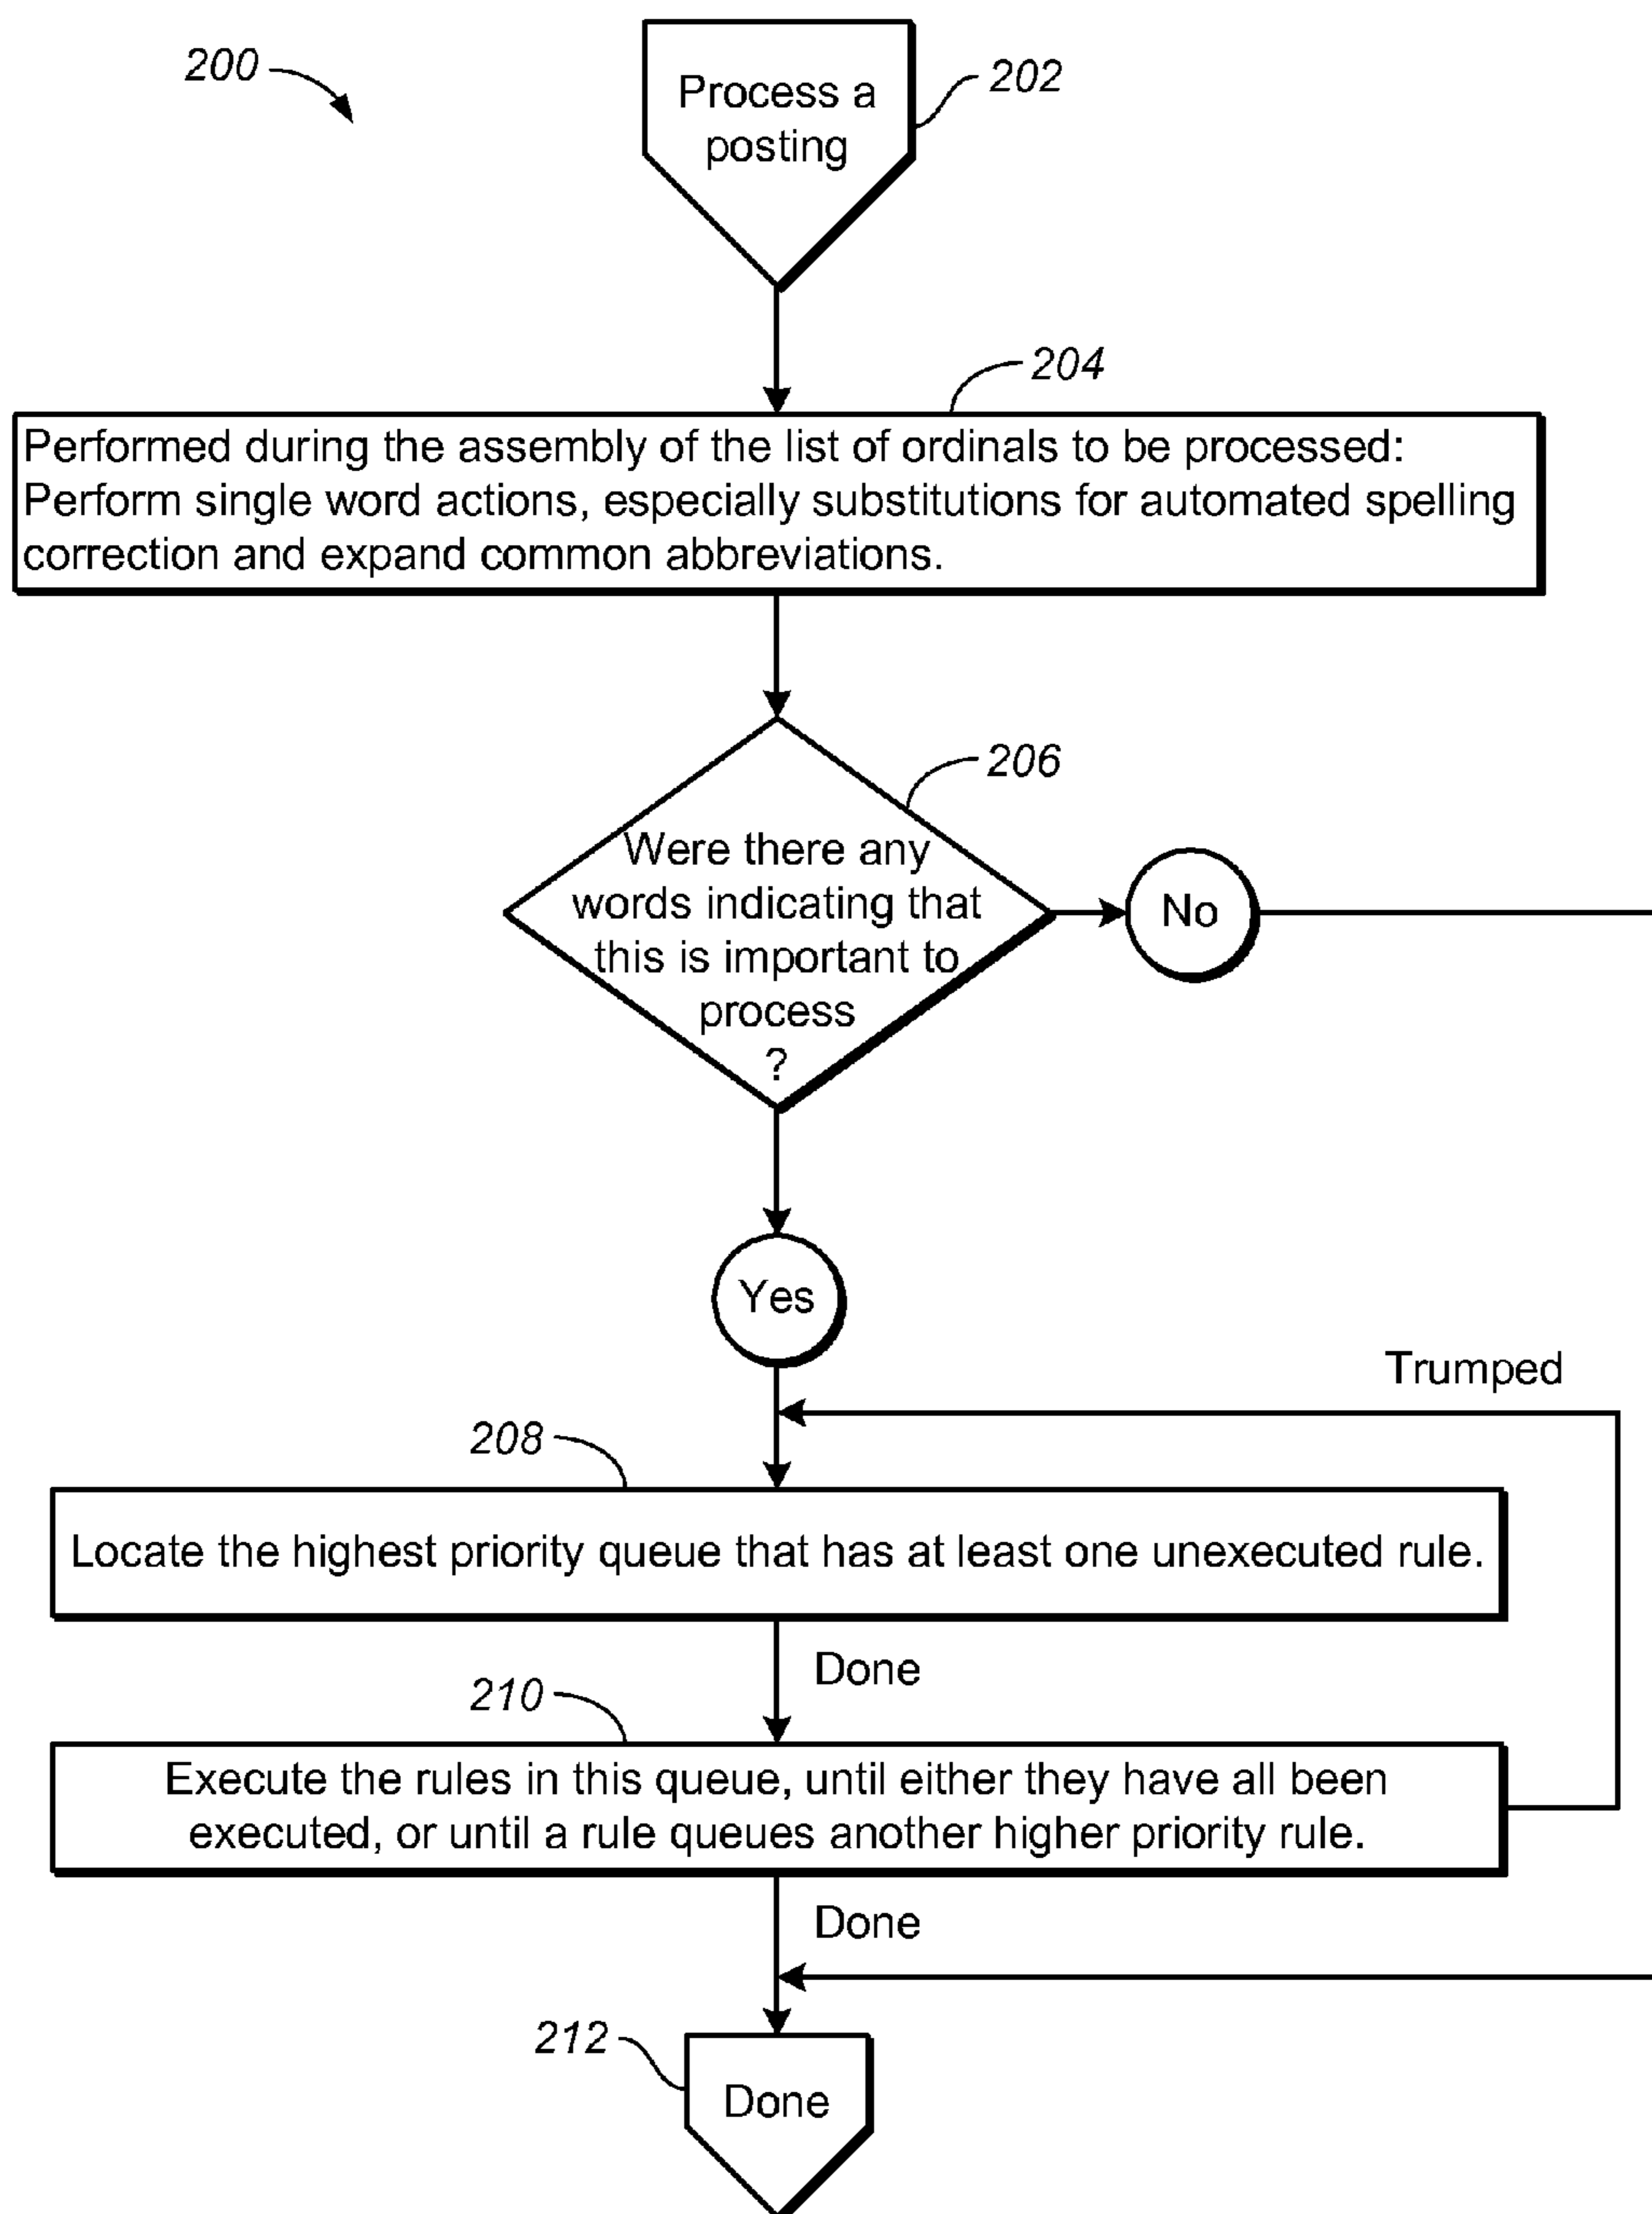 200
Process a
posting
202
204
Performed during the assembly of the list of ordinals to be processed:
Perform single word actions, especially substitutions for automated spelling
correction and expand common abbreviations.
206
Were there any
words indicating that
this is important to
process
?
No
Yes
Trumped
208
Locate the highest priority queue that has at least one unexecuted rule.
Done
210
Execute the rules in this queue, until either they have all been
executed, or until a rule queues another higher priority rule.
Done
212
Done